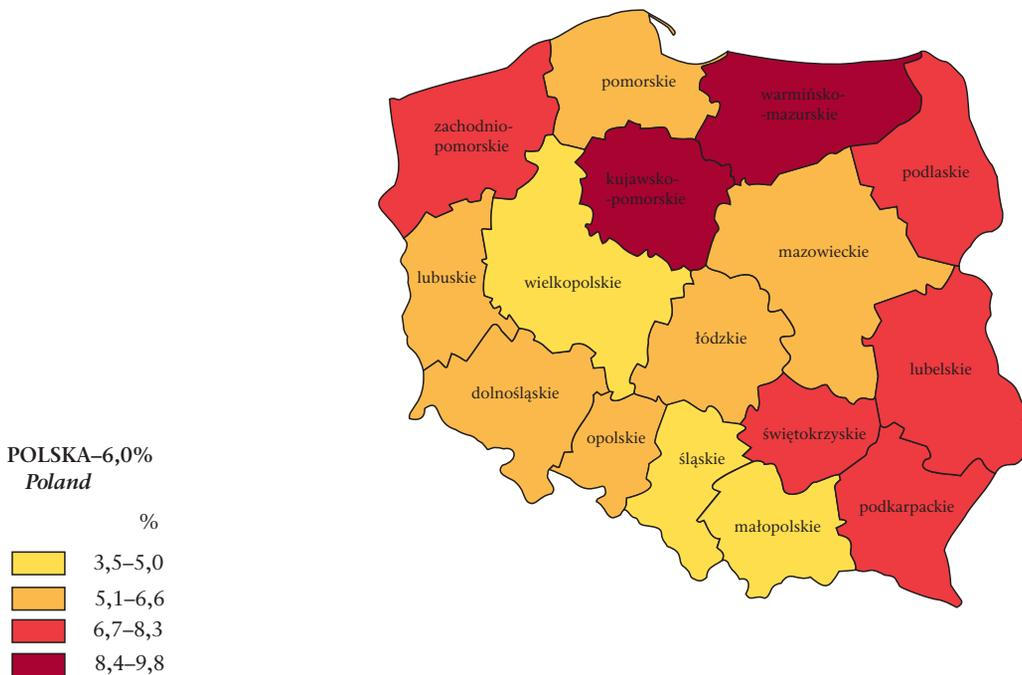 pomorskie
warmińsko-
-mazurskie
zachodnio-
pomorskie
podlaskie
kujawsko-
-pomorskie
mazowieckie
lubuskie
wielkopolskie
łódzkie
lubelskie
dolnośląskie
opolskie
świętokrzyskie
śląskie
podkarpackie
małopolskie
POLSKA–6,0%
Poland
%
3,5–5,0
5,1–6,6
6,7–8,3
8,4–9,8